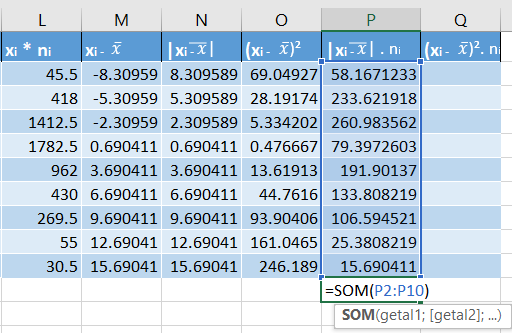 L M N O P Q
xi * ni xi - x̅ |xi - x̅| (xi - x̅)² |xi - x̅| . ni (xi - x̅)². ni
45.5 -8.30959 8.309589 69.04927 58.1671233
418 -5.30959 5.309589 28.19174 233.621918
1412.5 -2.30959 2.309589 5.334202 260.983562
1782.5 0.690411 0.690411 0.476667 79.3972603
962 3.690411 3.690411 13.61913 191.90137
430 6.690411 6.690411 44.7616 133.808219
269.5 9.690411 9.690411 93.90406 106.594521
55 12.69041 12.69041 161.0465 25.3808219
30.5 15.69041 15.69041 246.189 15.690411
=SOM(P2:P10)
SOM(getal1; [getal2]; ...)